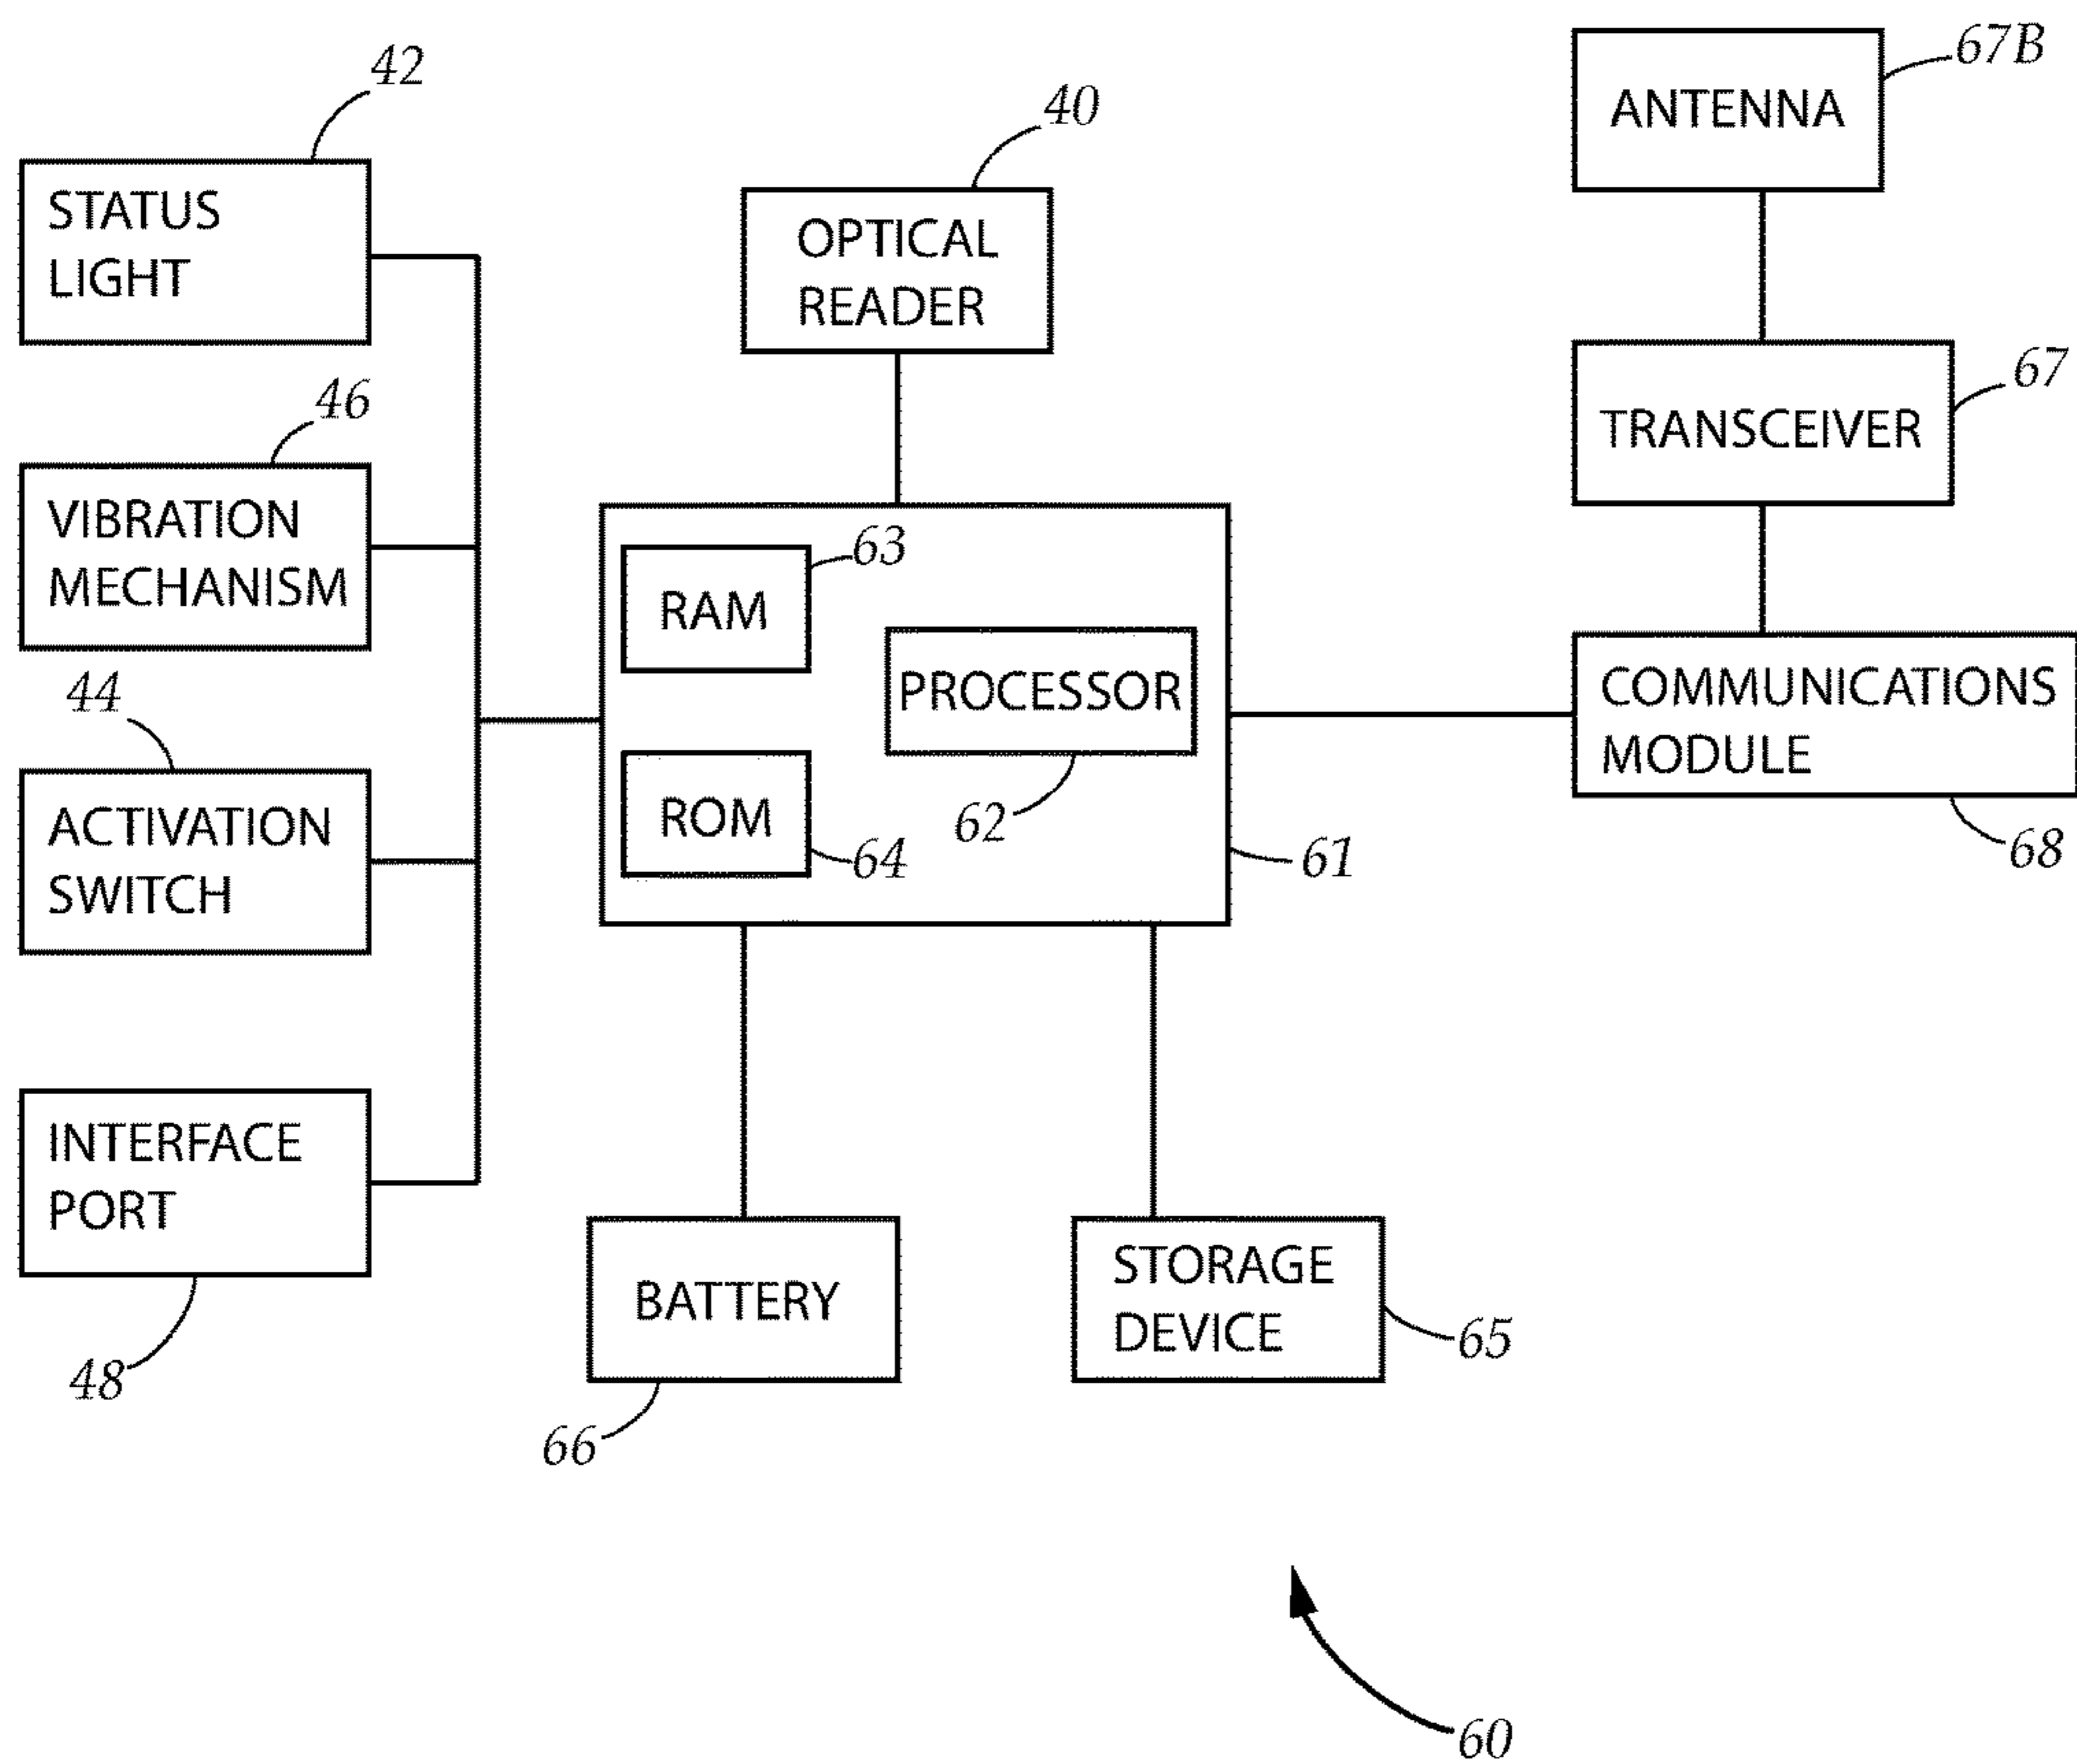 42
STATUS
LIGHT
40
OPTICAL
READER
67B
ANTENNA
67
TRANSCEIVER
46
VIBRATION
MECHANISM
63
RAM
PROCESSOR
62
ROM
64
61
COMMUNICATIONS
MODULE
68
44
ACTIVATION
SWITCH
INTERFACE
PORT
48
BATTERY
66
STORAGE
DEVICE
65
60